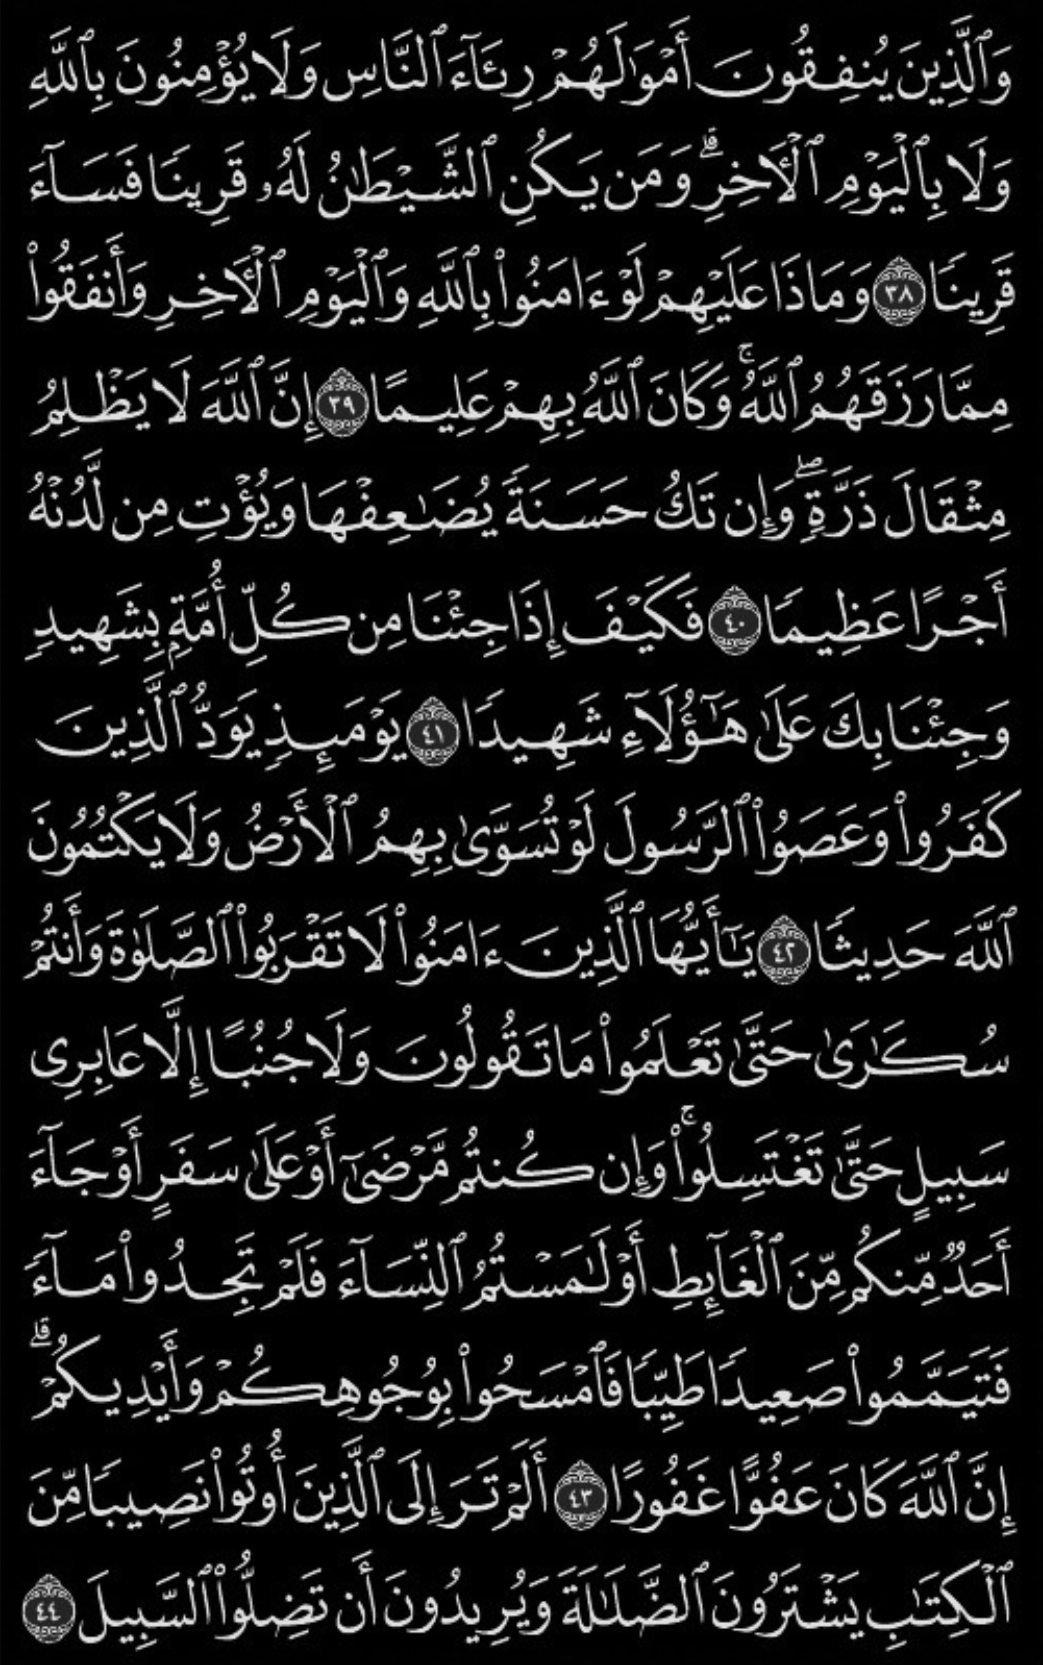 وَٱلَّذِينَ يُنفِقُونَ أَمْوَٰلَهُمْ رِئَآءَ ٱلنَّاسِ وَلَا يُؤْمِنُونَ بِٱللَّهِ
وَلَا بِٱلْيَوْمِ ٱلْأَخِرِ ۗ وَمَن يَكُنِ ٱلشَّيْطَٰنُ لَهُۥ قَرِينًا فَسَآءَ
قَرِينًا ٣٨ وَمَاذَا عَلَيْهِمْ لَوْ ءَامَنُوا۟ بِٱللَّهِ وَٱلْيَوْمِ ٱلْأَخِرِ وَأَنفَقُوا۟
مِمَّا رَزَقَهُمُ ٱللَّهُ ۚ وَكَانَ ٱللَّهُ بِهِمْ عَلِيمًا ٣٩ إِنَّ ٱللَّهَ لَا يَظْلِمُ
مِثْقَالَ ذَرَّةٍ ۖ وَإِن تَكُ حَسَنَةً يُضَٰعِفْهَا وَيُؤْتِ مِن لَّدُنْهُ
أَجْرًا عَظِيمًا ٤٠ فَكَيْفَ إِذَا جِئْنَا مِن كُلِّ أُمَّةٍۭ بِشَهِيدٍ
وَجِئْنَا بِكَ عَلَىٰ هَٰٓؤُلَآءِ شَهِيدًا ٤١ يَوْمَئِذٍ يَوَدُّ ٱلَّذِينَ
كَفَرُوا۟ وَعَصَوُا۟ ٱلرَّسُولَ لَوْ تُسَوَّىٰ بِهِمُ ٱلْأَرْضُ وَلَا يَكْتُمُونَ
ٱللَّهَ حَدِيثًا ٤٢ يَٰٓأَيُّهَا ٱلَّذِينَ ءَامَنُوا۟ لَا تَقْرَبُوا۟ ٱلصَّلَوٰةَ وَأَنتُمْ
سُكَٰرَىٰ حَتَّىٰ تَعْلَمُوا۟ مَا تَقُولُونَ وَلَا جُنُبًا إِلَّا عَابِرِى
سَبِيلٍ حَتَّىٰ تَغْتَسِلُوا۟ ۚ وَإِن كُنتُم مَّرْضَىٰٓ أَوْ عَلَىٰ سَفَرٍ أَوْ جَآءَ
أَحَدٌ مِّنكُم مِّنَ ٱلْغَآئِطِ أَوْ لَٰمَسْتُمُ ٱلنِّسَآءَ فَلَمْ تَجِدُوا۟ مَآءً
فَتَيَمَّمُوا۟ صَعِيدًا طَيِّبًا فَٱمْسَحُوا۟ بِوُجُوهِكُمْ وَأَيْدِيكُمْ ۗ
إِنَّ ٱللَّهَ كَانَ عَفُوًّا غَفُورًا ٤٣ أَلَمْ تَرَ إِلَى ٱلَّذِينَ أُوتُوا۟ نَصِيبًا مِّنَ
ٱلْكِتَٰبِ يَشْتَرُونَ ٱلضَّلَٰلَةَ وَيُرِيدُونَ أَن تَضِلُّوا۟ ٱلسَّبِيلَ ٤٤